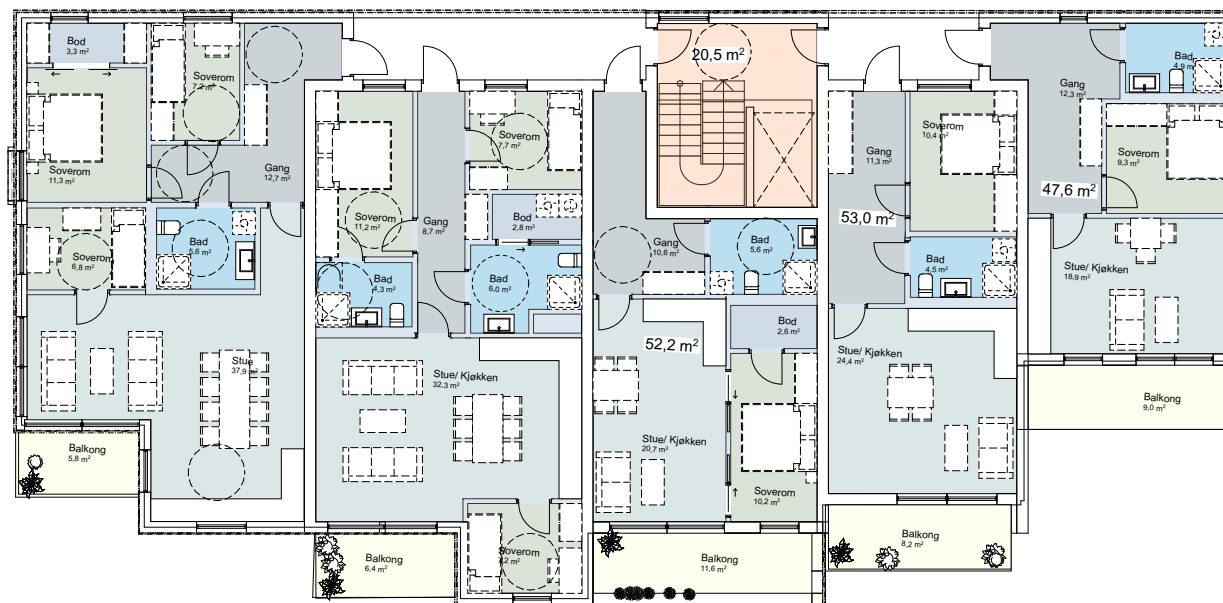 Bod
3,3 m²
Soverom
7,2 m²
Soverom
11,3 m²
Gang
12,7 m²
Soverom
6,8 m²
Bad
5,6 m²
Stue
37,9 m²
Balkong
5,8 m²
Soverom
11,2 m²
Gang
8,7 m²
Soverom
7,7 m²
Bod
2,8 m²
Bad
4,3 m²
Bad
6,0 m²
Stue/ Kjøkken
32,3 m²
Soverom
Balkong
6,4 m²
20,5 m²
Gang
10,6 m²
Bad
5,6 m²
Bod
2,6 m²
52,2 m²
Stue/ Kjøkken
20,7 m²
Soverom
10,2 m²
Balkong
11,6 m²
Gang
11,3 m²
Soverom
10,4 m²
53,0 m²
Bad
4,5 m²
Stue/ Kjøkken
24,4 m²
Balkong
8,2 m²
Gang
12,3 m²
Bad
4,9 m²
Soverom
9,3 m²
47,6 m²
Stue/ Kjøkken
18,9 m²
Balkong
9,0 m²